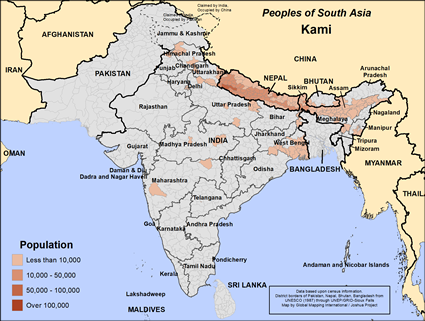 Peoples of South Asia
Kami
Claimed by India,
Occupied by China
Claimed by India,
Occupied by Pakistan
AFGHANISTAN
Jammu & Kashmir
CHINA
Himachal Pradesh
Punjab
Chandigarh
Uttarakhand
Haryana
Delhi
IRAN
PAKISTAN
NEPAL
BHUTAN
Arunachal
Pradesh
Sikkim
Assam
Rajasthan
Uttar Pradesh
Bihar
Nagaland
Meghalaya
Manipur
Jharkhand
Tripura
Mizoram
OMAN
Gujarat
Madhya Pradesh
INDIA
West Bengal
Chhattisgarh
BANGLADESH
MYANMAR
Daman & Diu
Dadra and Nagar Haveli
Odisha
Maharashtra
THAILAND
Telangana
Goa
Karnataka
Andhra Pradesh
Population
Less than 10,000
10,000 - 50,000
50,000 - 100,000
Over 100,000
Pondicherry
Tamil Nadu
Kerala
Andaman and Nicobar Islands
Lakshadweep
SRI LANKA
MALDIVES
Data based upon census information.
District borders of Pakistan, Nepal, Bhutan, Bangladesh from
UNESCO (1987) through UNEP/GRID-Sioux Falls
Map by Global Mapping International / Joshua Project